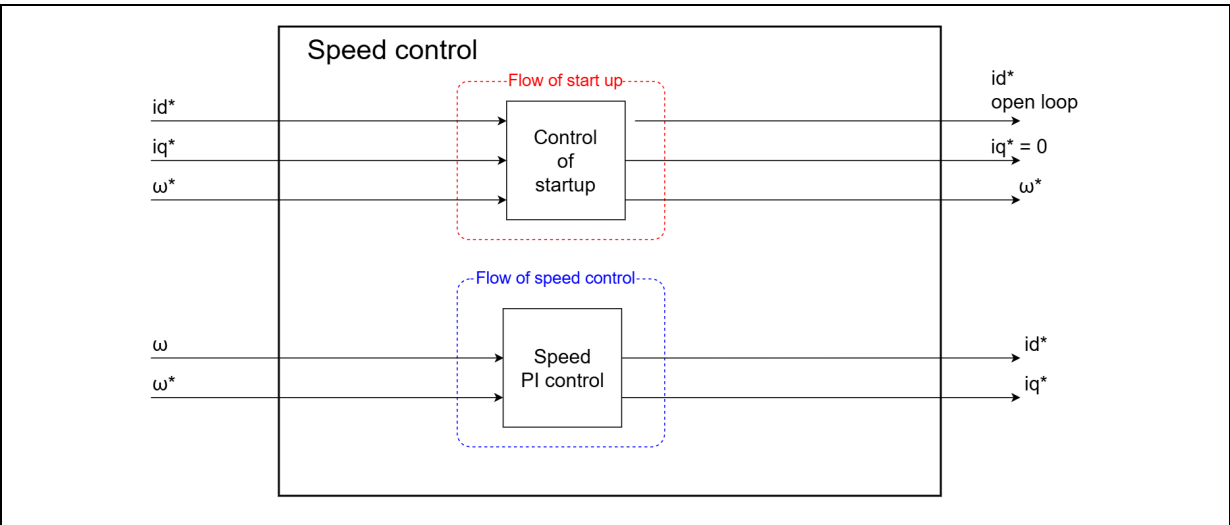 Speed control
Flow of start up
id*
iq*
ω*
Control
of
startup
id*
open loop
iq* = 0
ω*
Flow of speed control
ω
ω*
Speed
PI control
id*
iq*